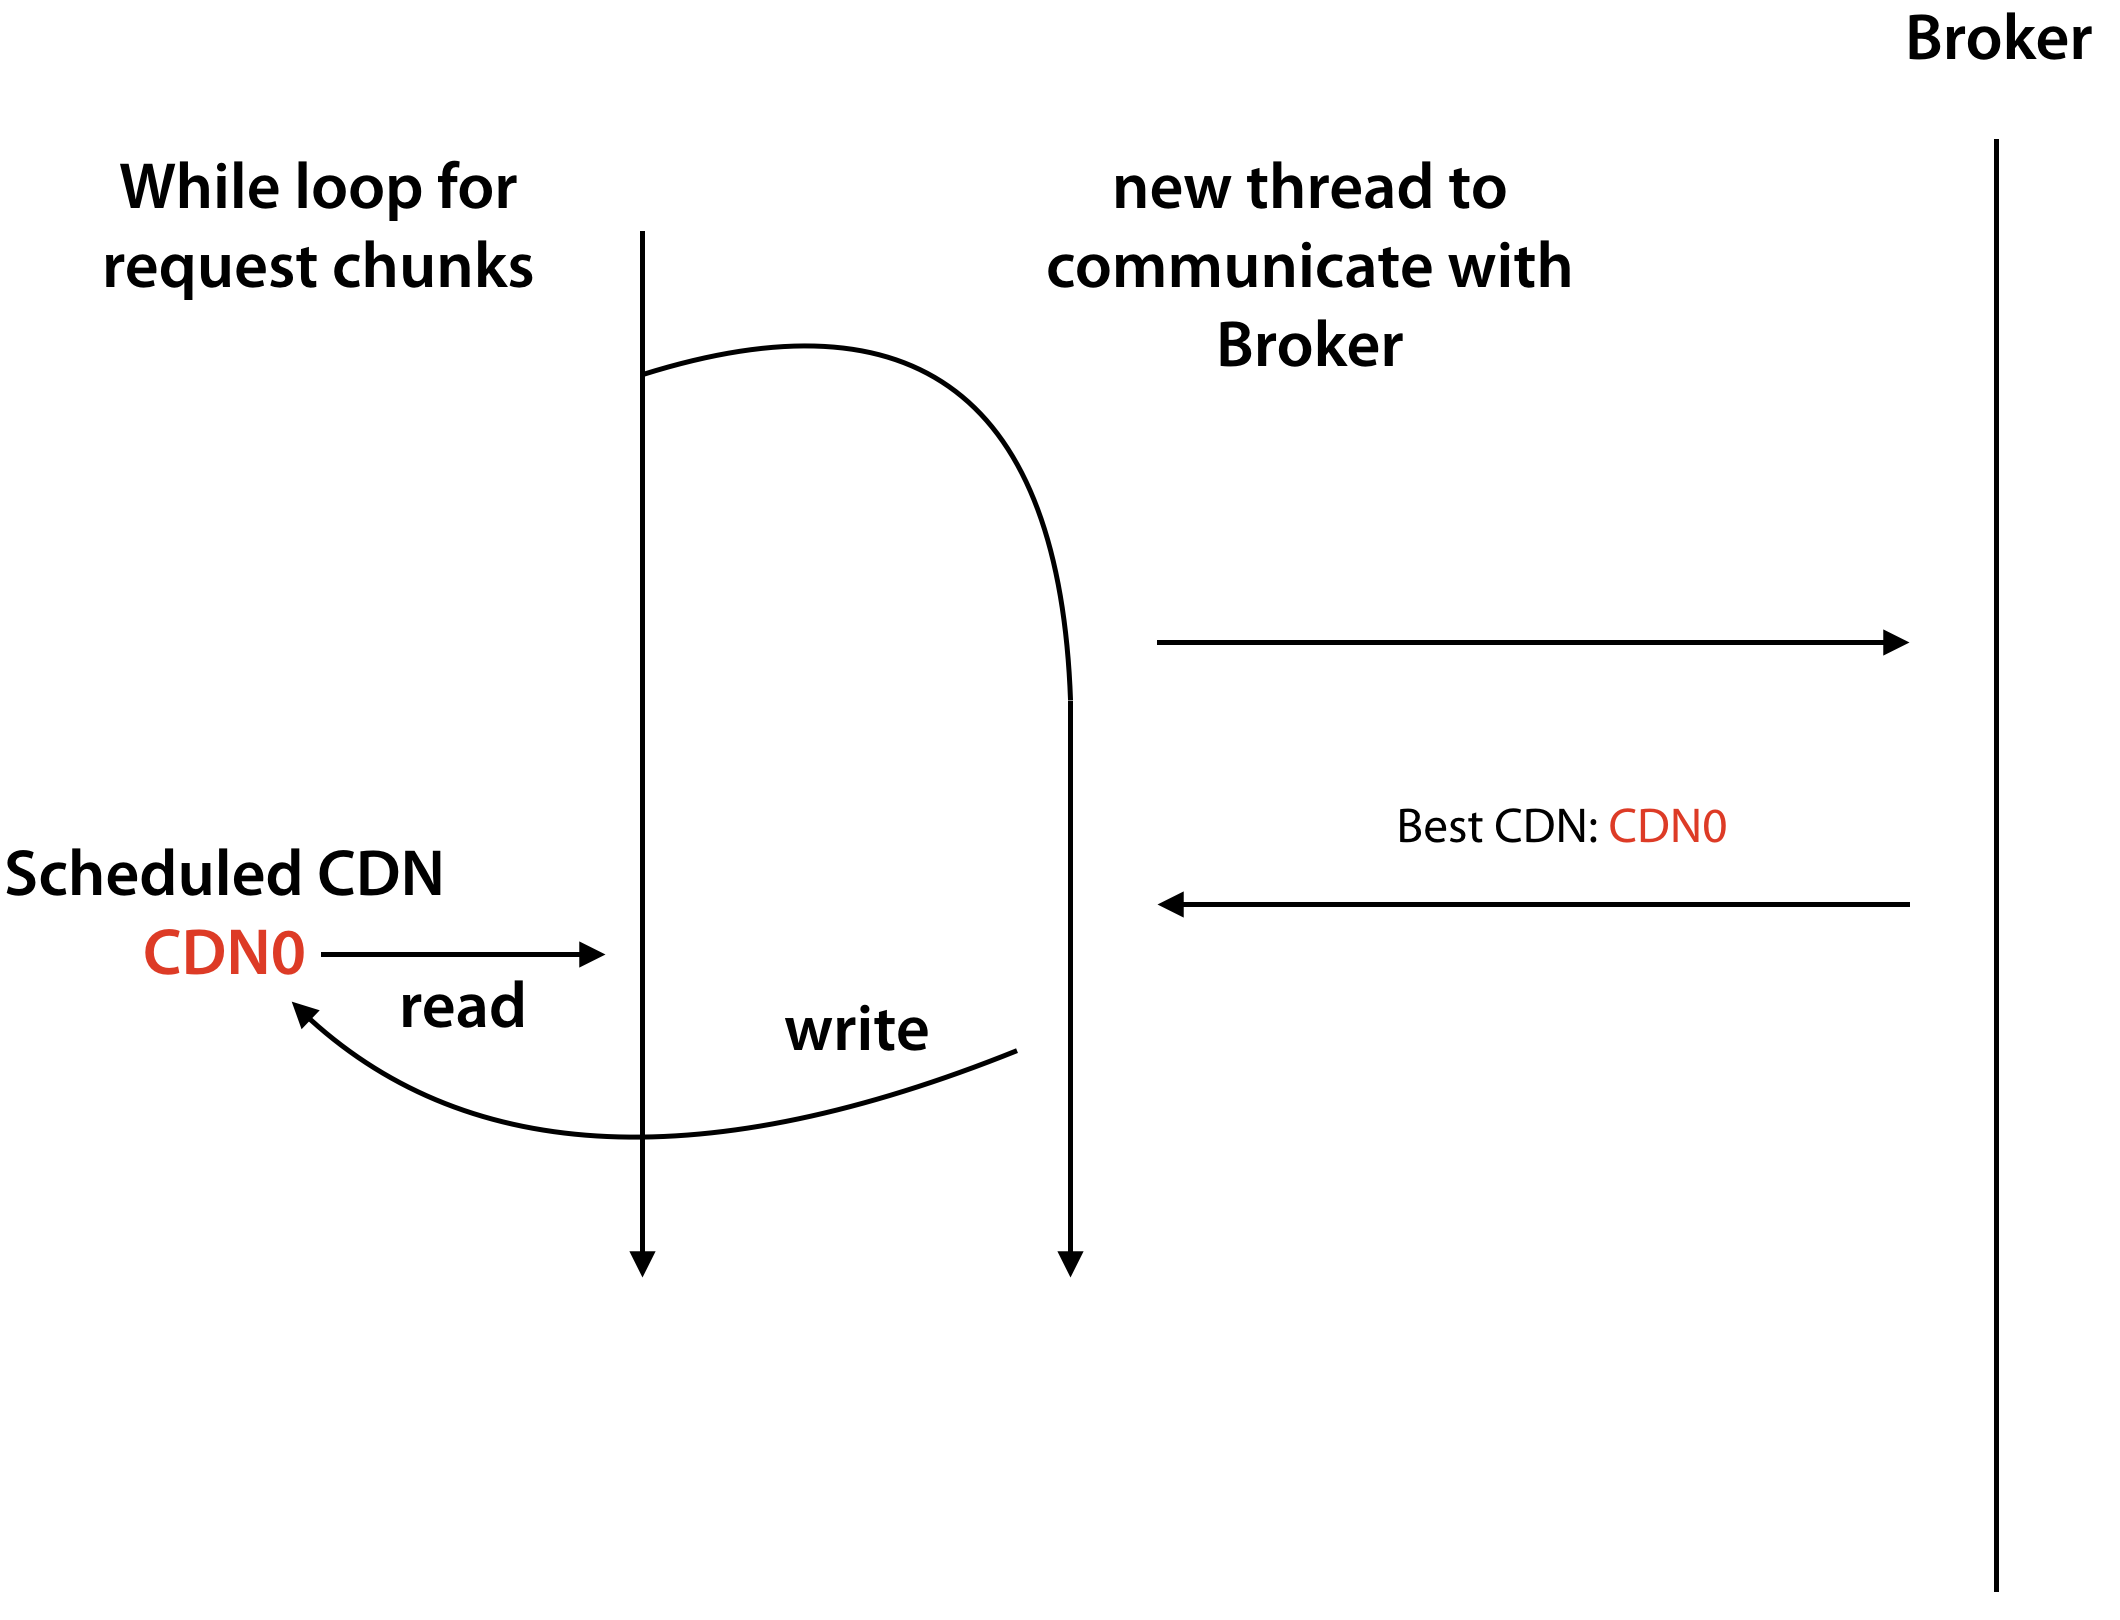 Broker
While loop for
request chunks
new thread to
communicate with
Broker
Best CDN: CDN0
Scheduled CDN
CDN0
read
write